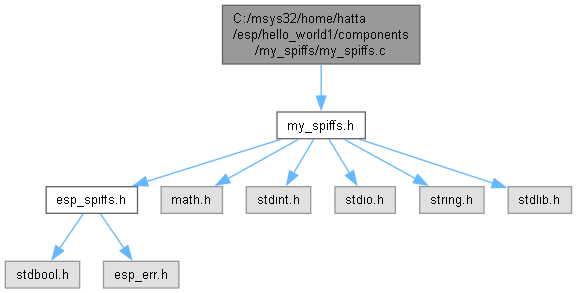 C:/msys32/home/hatta
/esp/hello_world1/components
/my_spiffs/my_spiffs.c
my_spiffs.h
esp_spiffs.h
math.h
stdint.h
stdio.h
string.h
stdlib.h
stdbool.h
esp_err.h